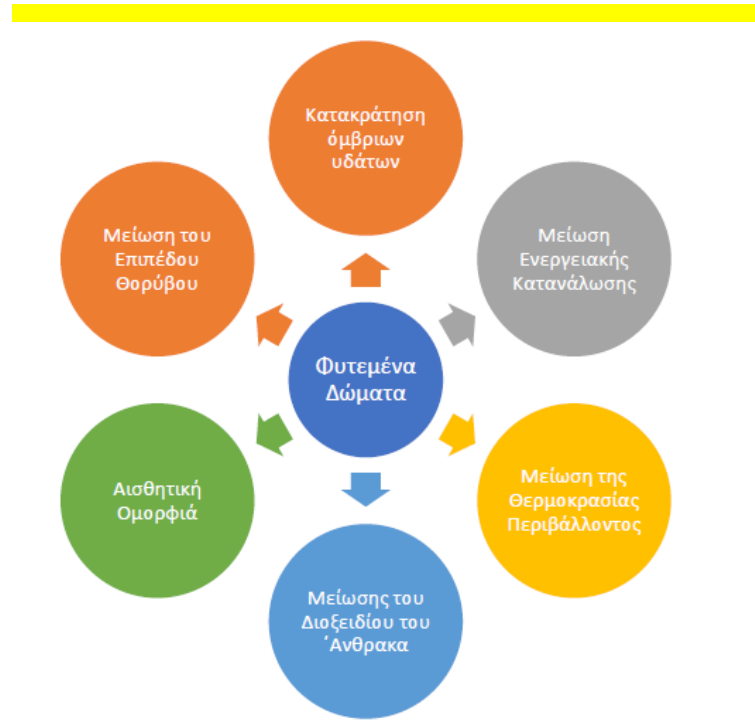 Κατακράτηση
όμβριων
υδάτων
Μείωση του
Επιπέδου
Θορύβου
Μείωση
Ενεργειακής
Κατανάλωσης
Φυτεμένα
Δώματα
Αισθητική
Ομορφιά
Μείωση της
Θερμοκρασίας
Περιβάλλοντος
Μείωσης του
Διοξειδίου του
΄Ανθρακα